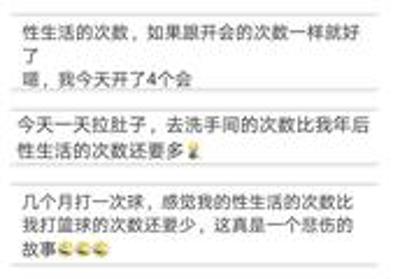 性生活的次数，如果跟开会的次数一样就好
了
嗯，我今天开了4个会
今天一天拉肚子，去洗手间的次数比我年后
性生活的次数还要多
几个月打一次球，感觉我的性生活的次数比
我打篮球的次数还要少，这真是一个悲伤的
故事